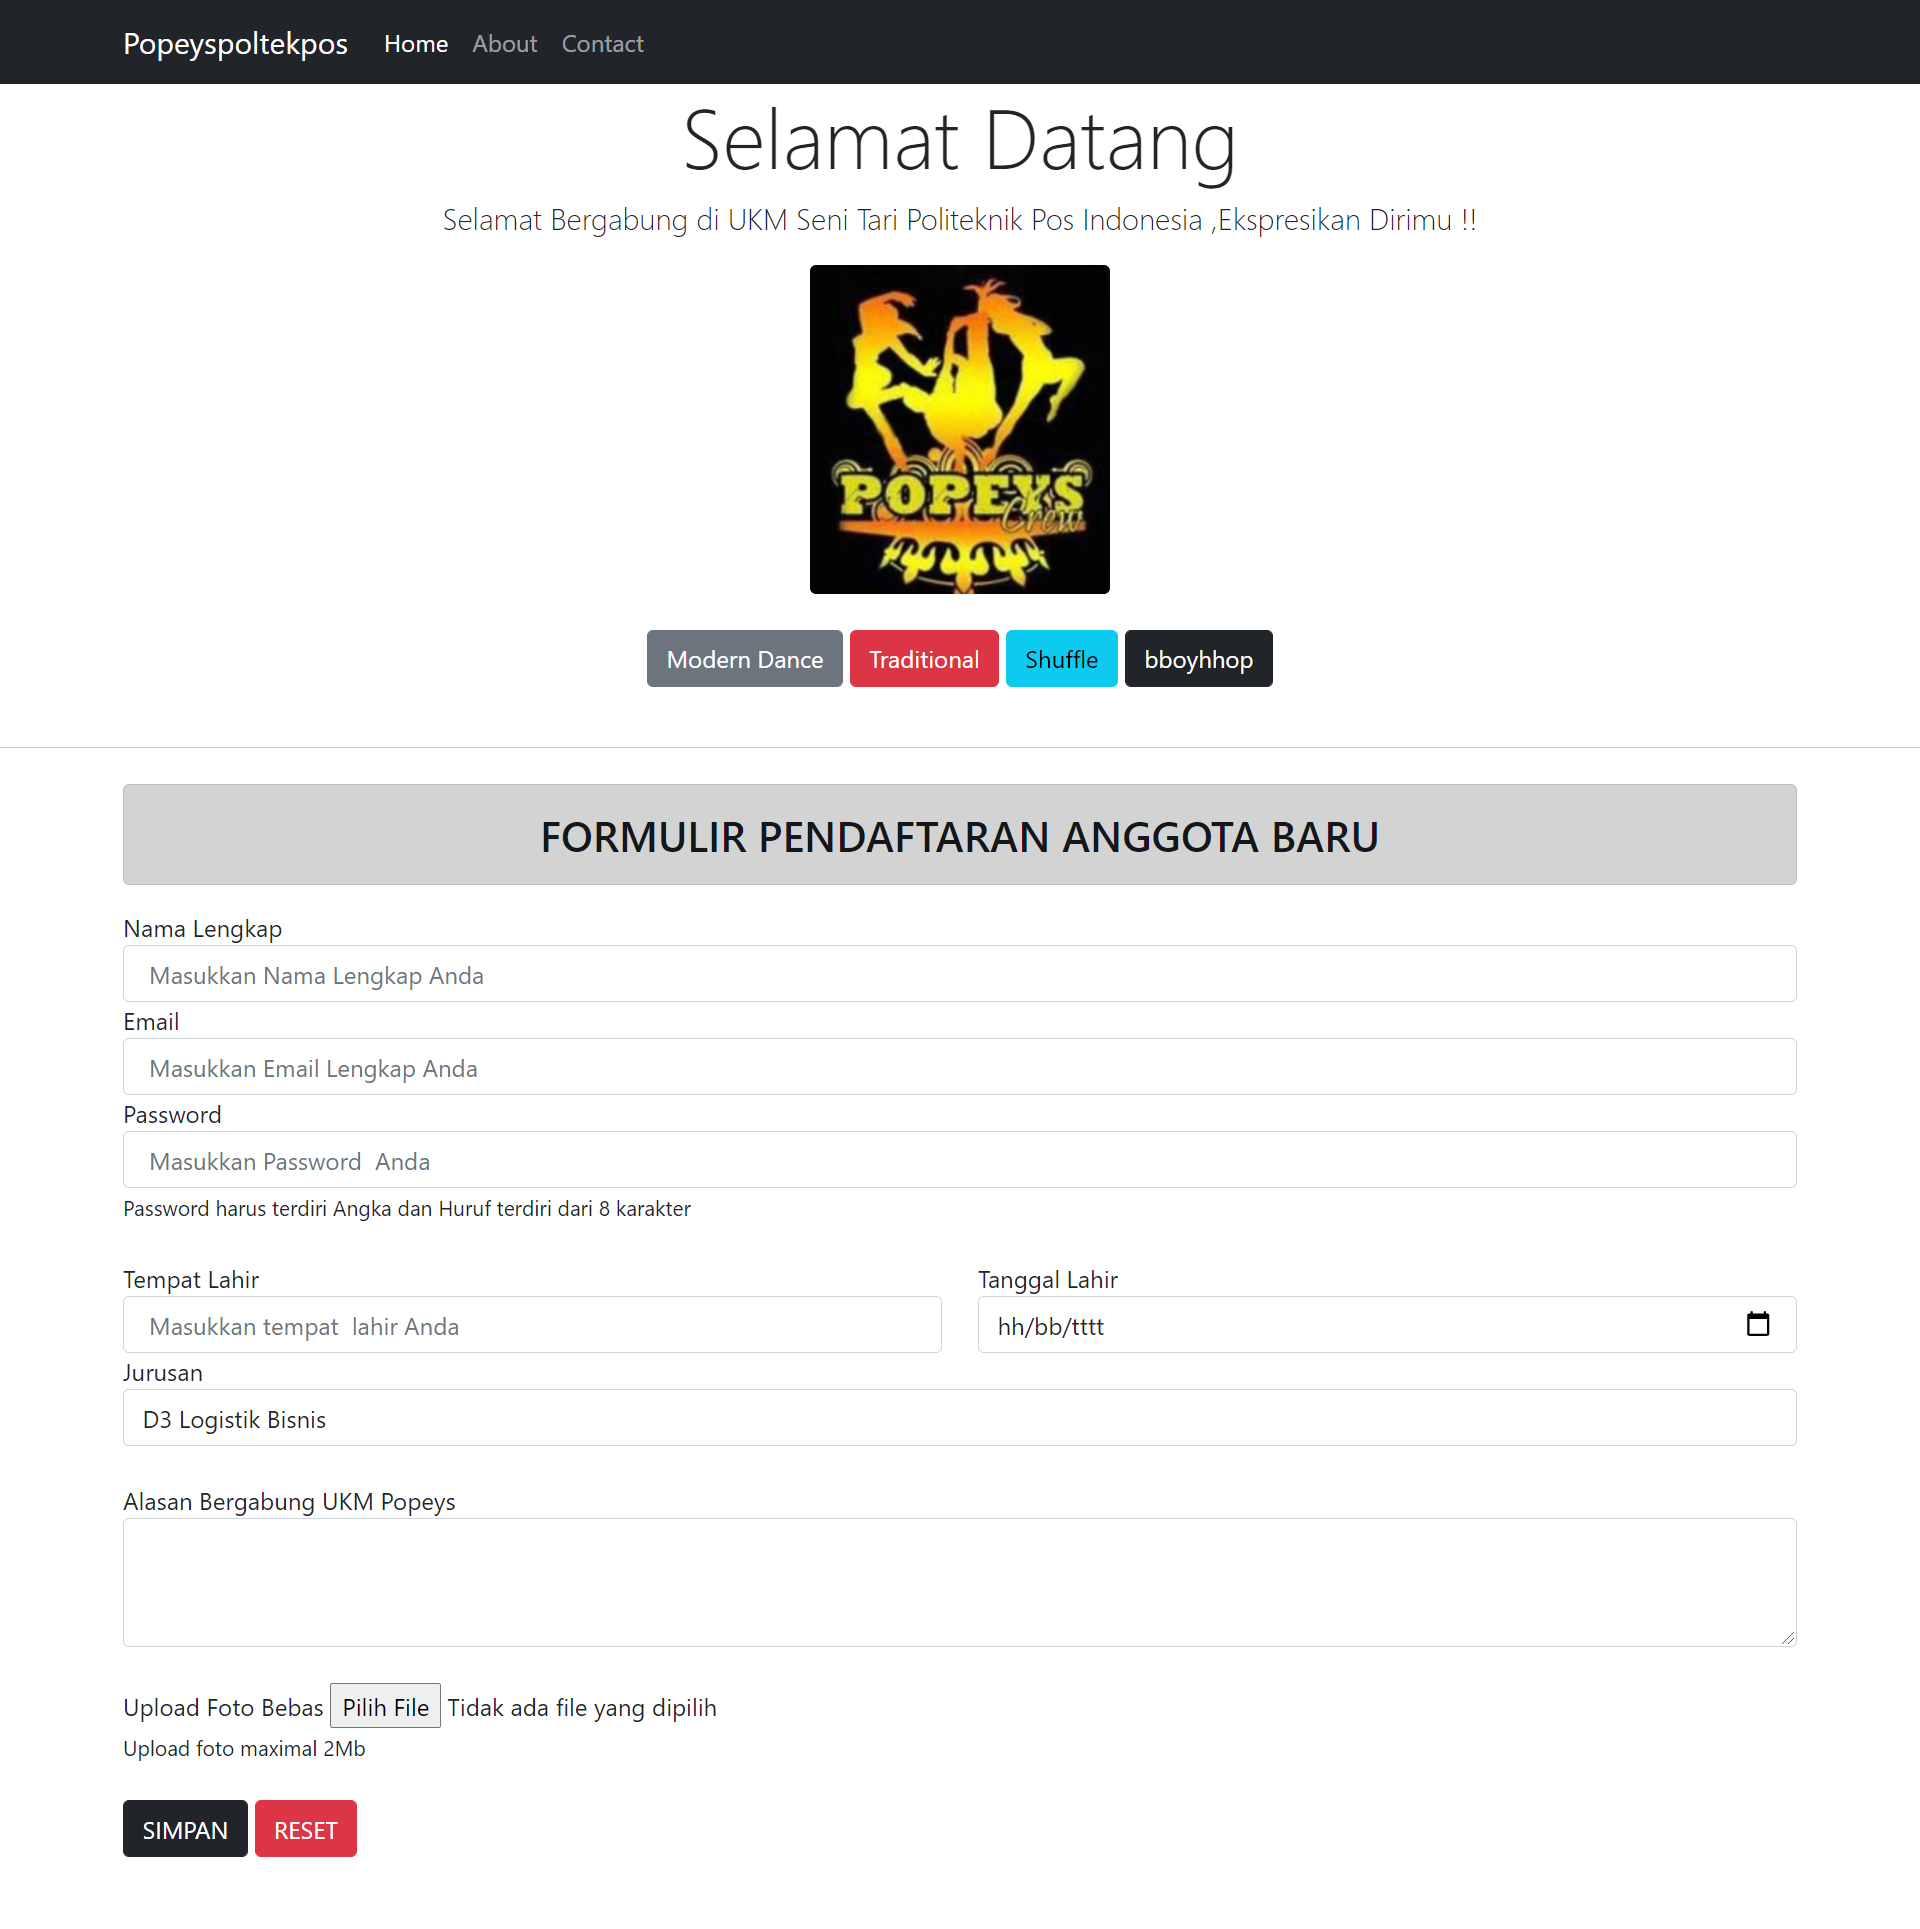 Popeyspoltekpos Home About Contact
Selamat Datang
Selamat Bergabung di UKM Seni Tari Politeknik Pos Indonesia ,Ekspresikan Dirimu !!
POPEYS
Crew
Modern Dance Traditional Shuffle bboyhhop
FORMULIR PENDAFTARAN ANGGOTA BARU
Nama Lengkap
Masukkan Nama Lengkap Anda
Email
Masukkan Email Lengkap Anda
Password
Masukkan Password  Anda
Password harus terdiri Angka dan Huruf terdiri dari 8 karakter
Tempat Lahir Tanggal Lahir
Masukkan tempat  lahir Anda hh/bb/tttt
Jurusan
D3 Logistik Bisnis
Alasan Bergabung UKM Popeys
Upload Foto Bebas Pilih File Tidak ada file yang dipilih
Upload foto maximal 2Mb
SIMPAN RESET